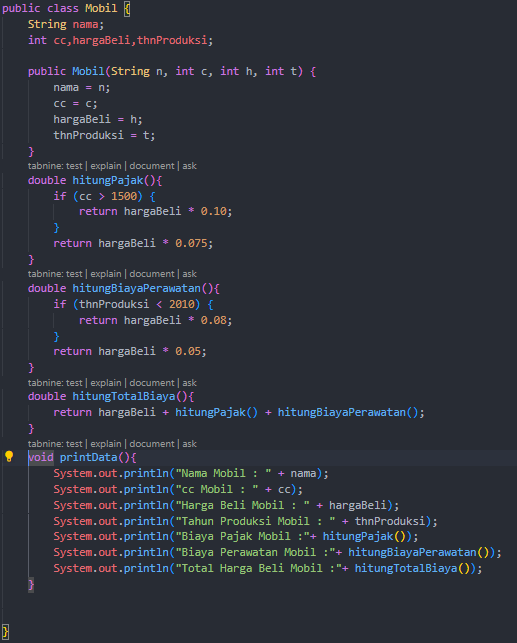 public class Mobil {
    String nama;
    int cc,hargaBeli,thnProduksi;

    public Mobil(String n, int c, int h, int t) {
        nama = n;
        cc = c;
        hargaBeli = h;
        thnProduksi = t;
    }
    tabnine: test | explain | document | ask
    double hitungPajak(){
        if (cc > 1500) {
            return hargaBeli * 0.10;
        }
        return hargaBeli * 0.075;
    }
    tabnine: test | explain | document | ask
    double hitungBiayaPerawatan(){
        if (thnProduksi < 2010) {
            return hargaBeli * 0.08;
        }
        return hargaBeli * 0.05;
    }
    tabnine: test | explain | document | ask
    double hitungTotalBiaya(){
        return hargaBeli + hitungPajak() + hitungBiayaPerawatan();
    }
    tabnine: test | explain | document | ask
    void printData(){
        System.out.println("Nama Mobil : " + nama);
        System.out.println("cc Mobil : " + cc);
        System.out.println("Harga Beli Mobil : " + hargaBeli);
        System.out.println("Tahun Produksi Mobil : " + thnProduksi);
        System.out.println("Biaya Pajak Mobil :"+ hitungPajak());
        System.out.println("Biaya Perawatan Mobil :"+ hitungBiayaPerawatan());
        System.out.println("Total Harga Beli Mobil :"+ hitungTotalBiaya());
    }


}